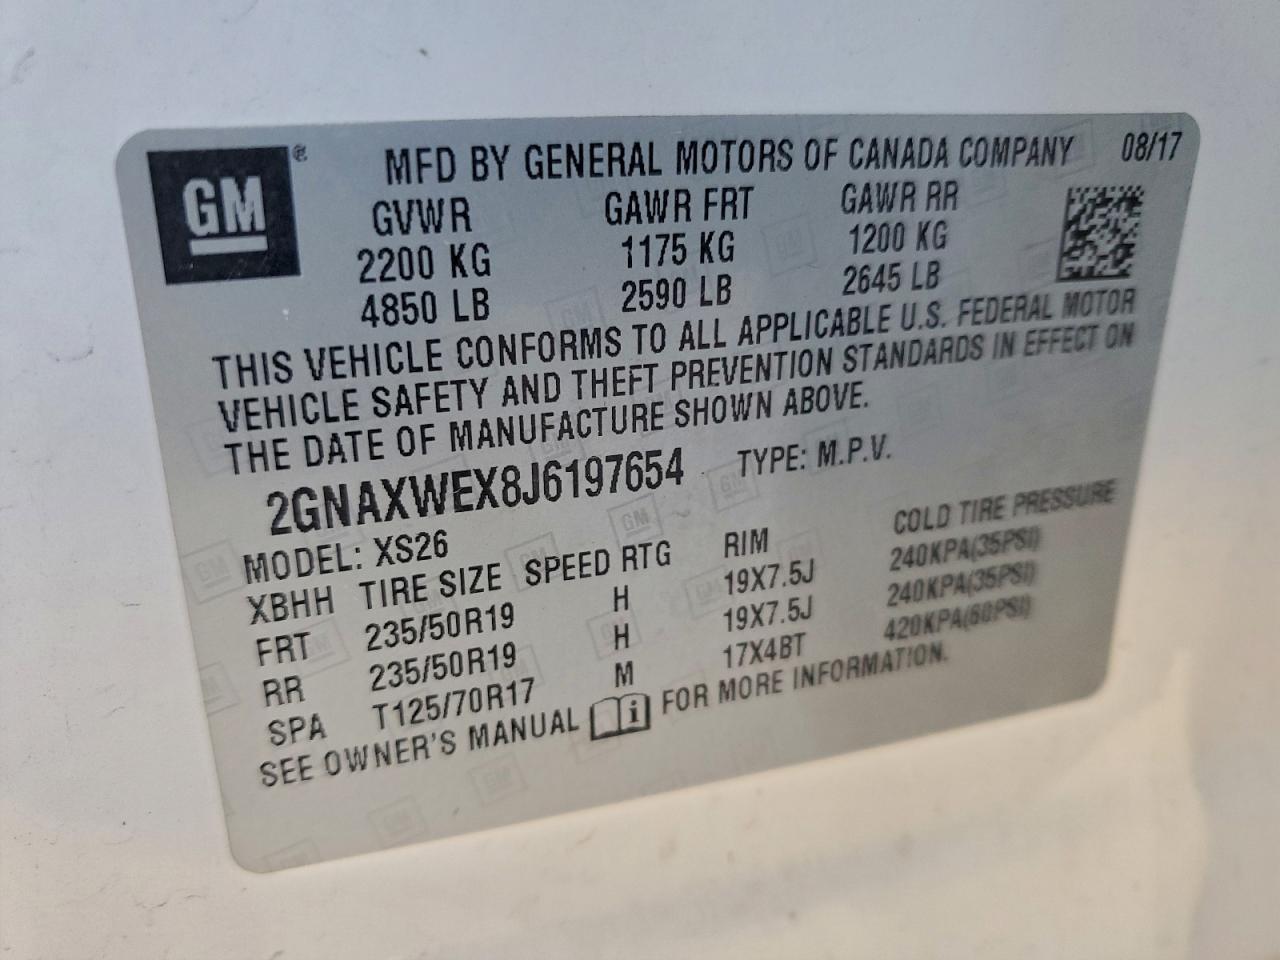 GM ®
MFD BY GENERAL MOTORS OF CANADA COMPANY 08/17
GVWR GAWR FRT GAWR RR
2200 KG 1175 KG 1200 KG
4850 LB 2590 LB 2645 LB
THIS VEHICLE CONFORMS TO ALL APPLICABLE U.S. FEDERAL MOTOR
VEHICLE SAFETY AND THEFT PREVENTION STANDARDS IN EFFECT ON
THE DATE OF MANUFACTURE SHOWN ABOVE.
2GNAXWEX8J6197654 TYPE: M.P.V.
MODEL: XS26
XBHH TIRE SIZE SPEED RTG RIM COLD TIRE PRESSURE
FRT 235/50R19 H 19X7.5J 240KPA(35PSI)
RR 235/50R19 H 19X7.5J 240KPA(35PSI)
SPA T125/70R17 M 17X4BT 420KPA(60PSI)
SEE OWNER'S MANUAL i FOR MORE INFORMATION.